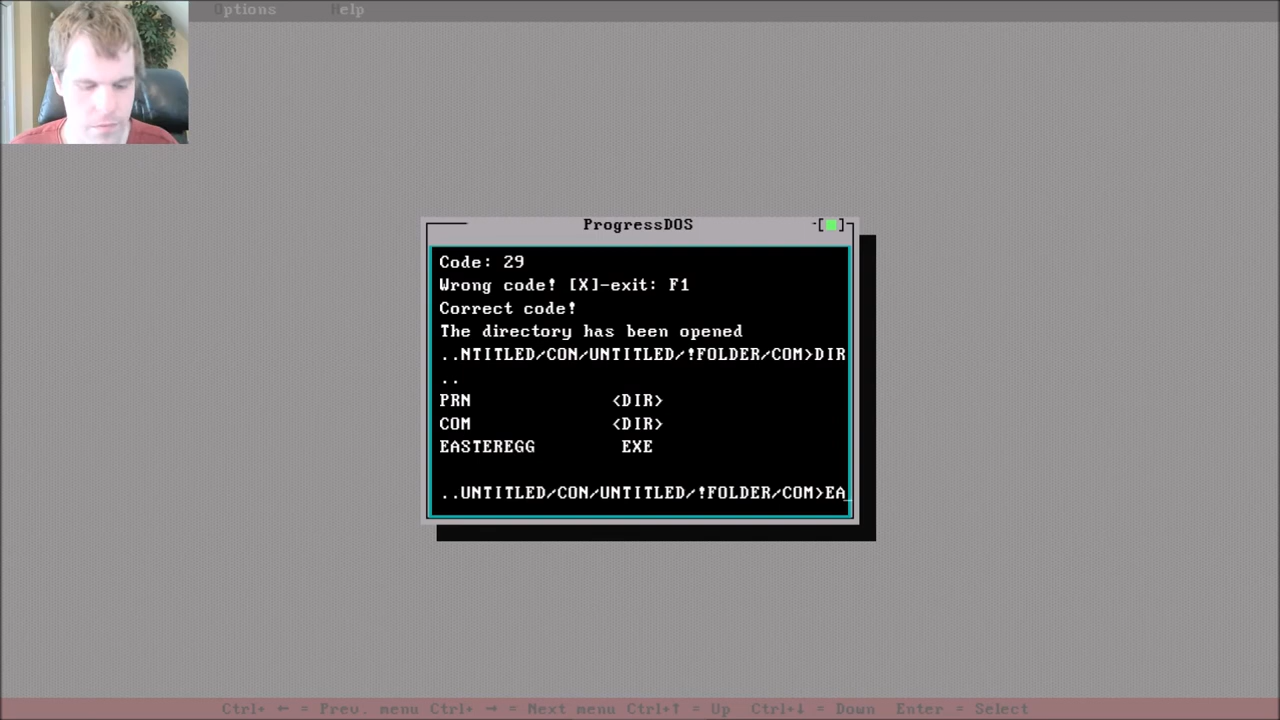 Options Help
ProgressDOS
Code: 29
Wrong code! [X]-exit: F1
Correct code!
The directory has been opened
..NTITLED/CON/UNTITLED/!FOLDER/COM>DIR
..
PRN <DIR>
COM <DIR>
EASTEREGG EXE
..UNTITLED/CON/UNTITLED/!FOLDER/COM>EA_
Ctrl+ ← = Prev. menu Ctrl+ → = Next menu Ctrl+↑ = Up Ctrl+↓ = Down Enter = Select